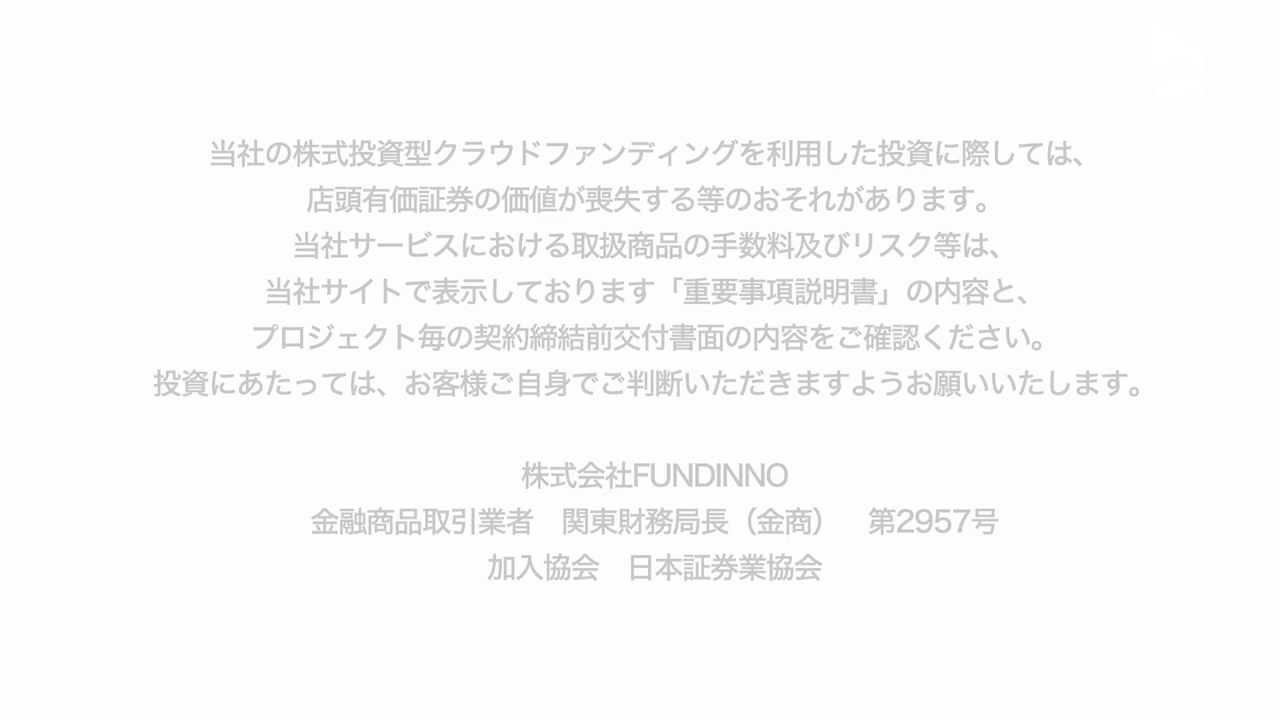 当社の株式投資型クラウドファンディングを利用した投資に際しては、
店頭有価証券の価値が喪失する等のおそれがあります。
当社サービスにおける取扱商品の手数料及びリスク等は、
当社サイトで表示しております「重要事項説明書」の内容と、
プロジェクト毎の契約締結前交付書面の内容をご確認ください。
投資にあたっては、お客様ご自身でご判断いただきますようお願いいたします。
株式会社FUNDINNO
金融商品取引業者　関東財務局長（金商）　第2957号
加入協会　日本証券業協会